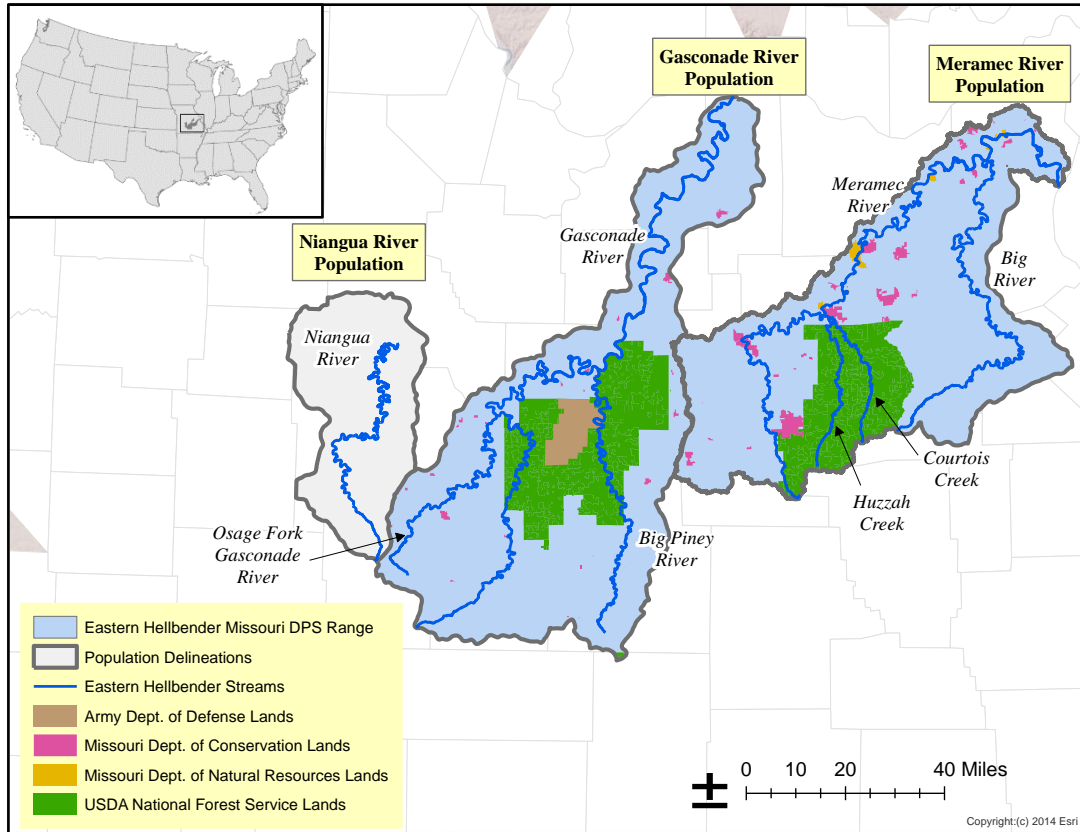 Gasconade River
Population
Meramec River
Population
Niangua River
Population
Meramec
River
Gasconade
River
Big
River
Niangua
River
Courtois
Creek
Huzzah
Creek
Osage Fork
Gasconade
River
Big Piney
River
Eastern Hellbender Missouri DPS Range
Population Delineations
Eastern Hellbender Streams
Army Dept. of Defense Lands
Missouri Dept. of Conservation Lands
Missouri Dept. of Natural Resources Lands
USDA National Forest Service Lands
0 10 20 40 Miles
Copyright:(c) 2014 Esri